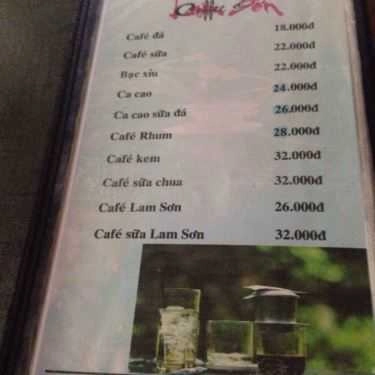 Coffee Sơn
Café đá 18.000đ
Café sữa 22.000đ
Bạc xỉu 22.000đ
Ca cao 24.000đ
Ca cao sữa đá 26.000đ
Café Rhum 28.000đ
Café kem 32.000đ
Café sữa chua 32.000đ
Café Lam Sơn 26.000đ
Café sữa Lam Sơn 32.000đ